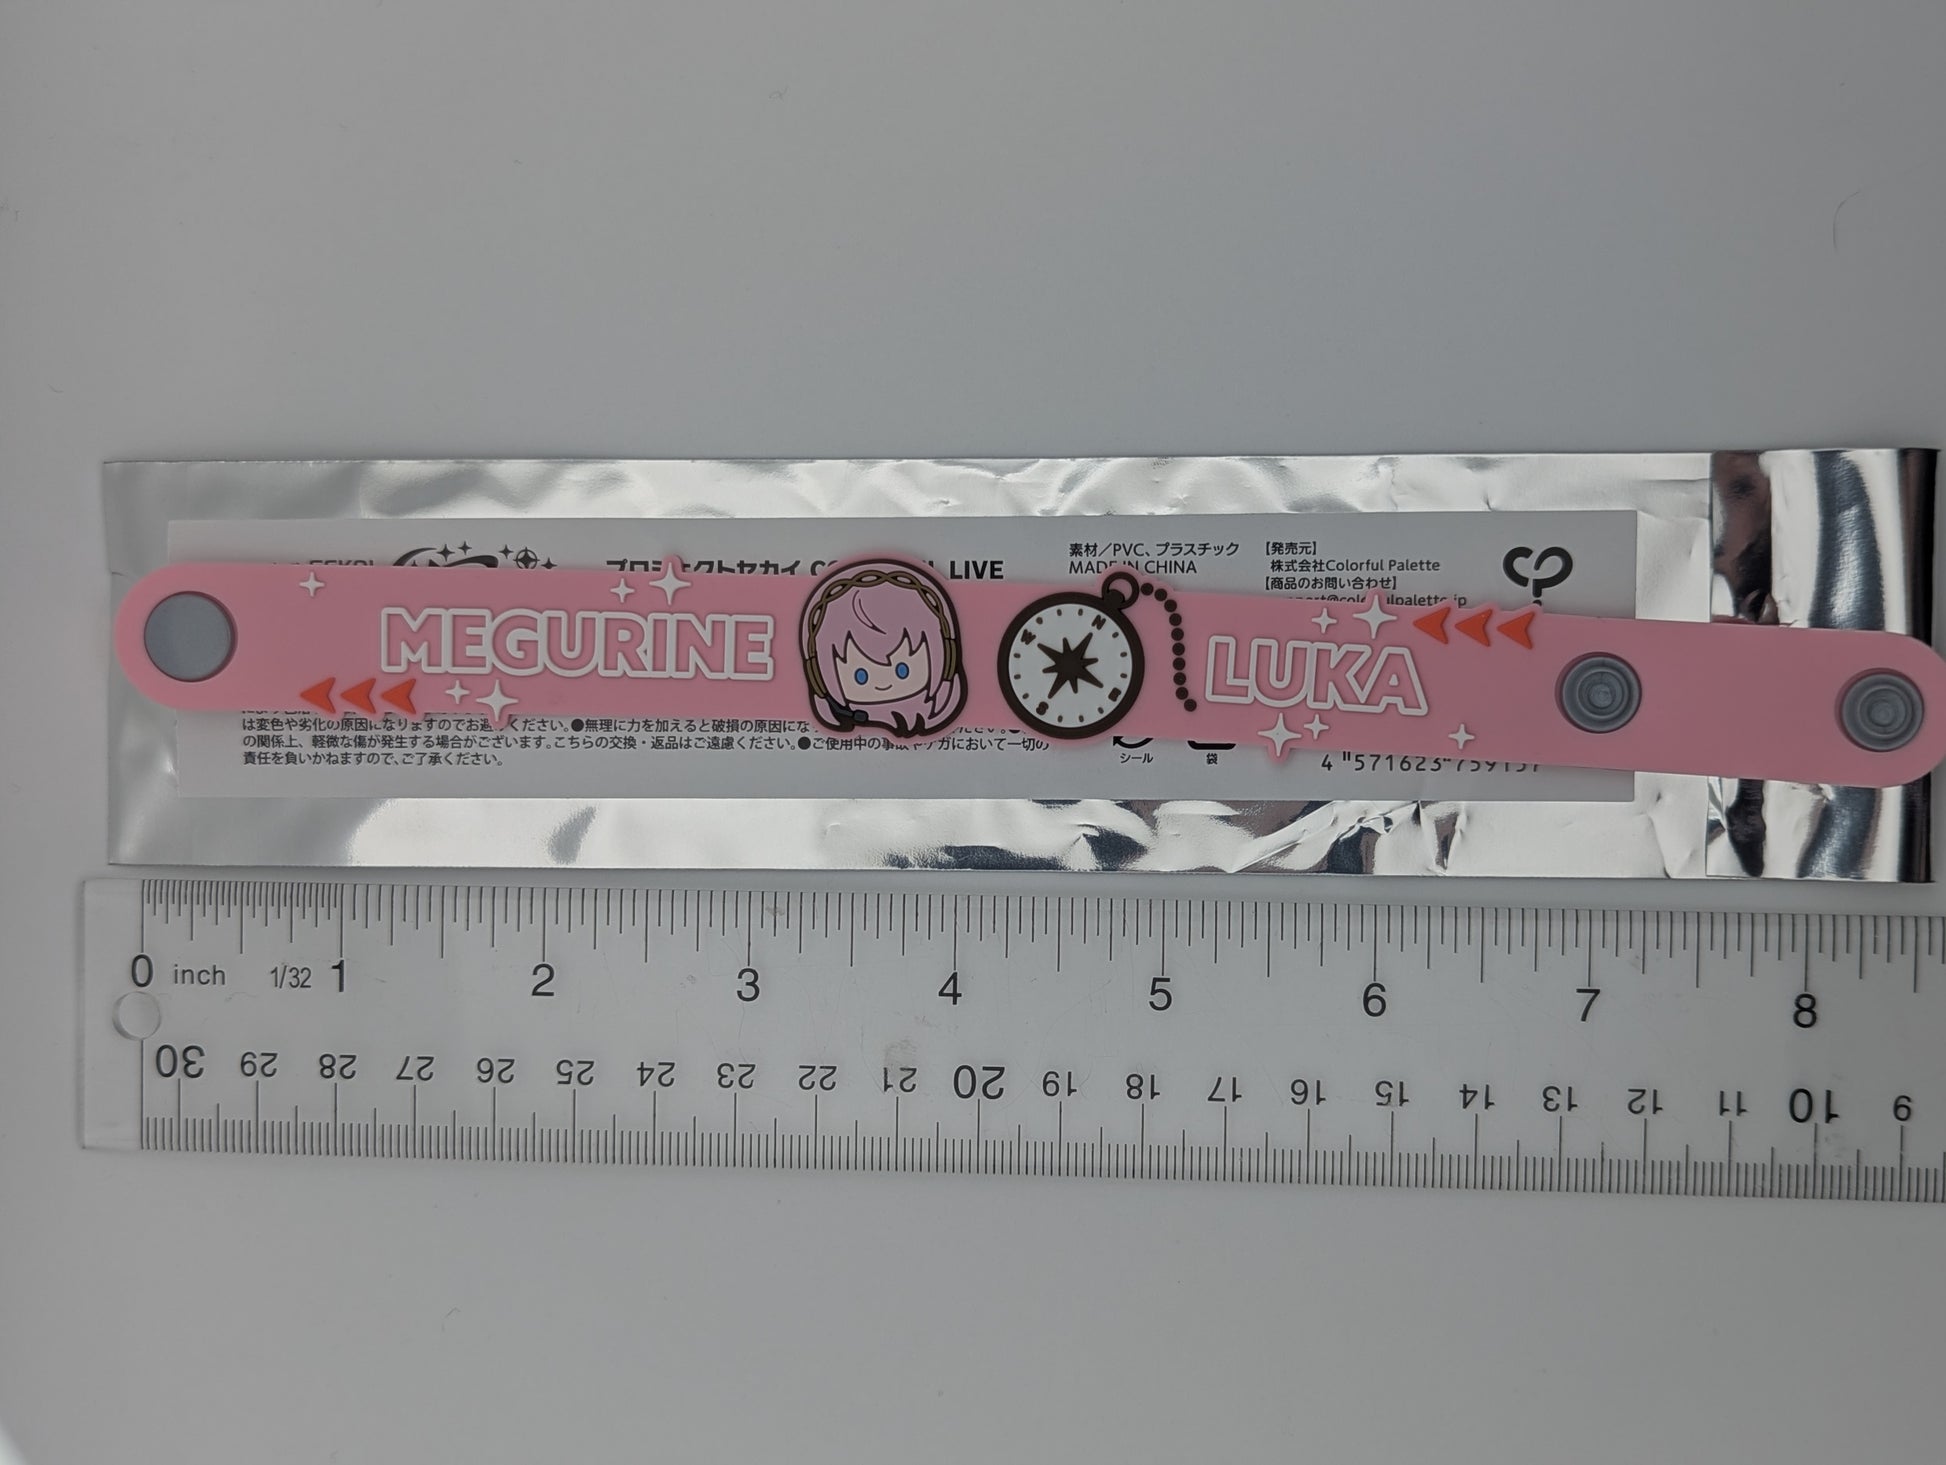 プロジェクトセカイ CO L LIVE
素材／PVC、プラスチック
MADE IN CHINA
【発売元】
株式会社Colorful Palette
【商品のお問い合わせ】
MEGURINE
LUKA
N
は変色や劣化の原因になりますのでお避けください。●無理に力を加えると破損の原因にな
の関係上、軽微な傷が発生する場合がございます。こちらの交換・返品はご遠慮ください。●ご使用中の事故やケガにおいて一切の
責任を負いかねますので、ご了承ください。
シール
袋
4 571623 759137
0 inch 1/32 1 2 3 4 5 6 7 8
30 29 28 27 26 25 24 23 22 21 20 19 18 17 16 15 14 13 12 11 10 9